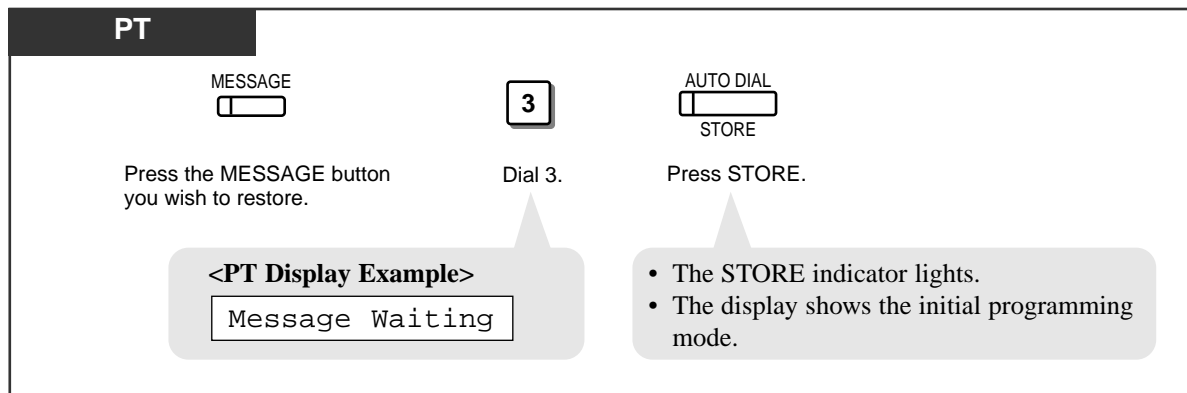 PT
MESSAGE
Press the MESSAGE button
you wish to restore.
3
Dial 3.
AUTO DIAL
STORE
Press STORE.
<PT Display Example>
Message Waiting
• The STORE indicator lights.
• The display shows the initial programming
mode.